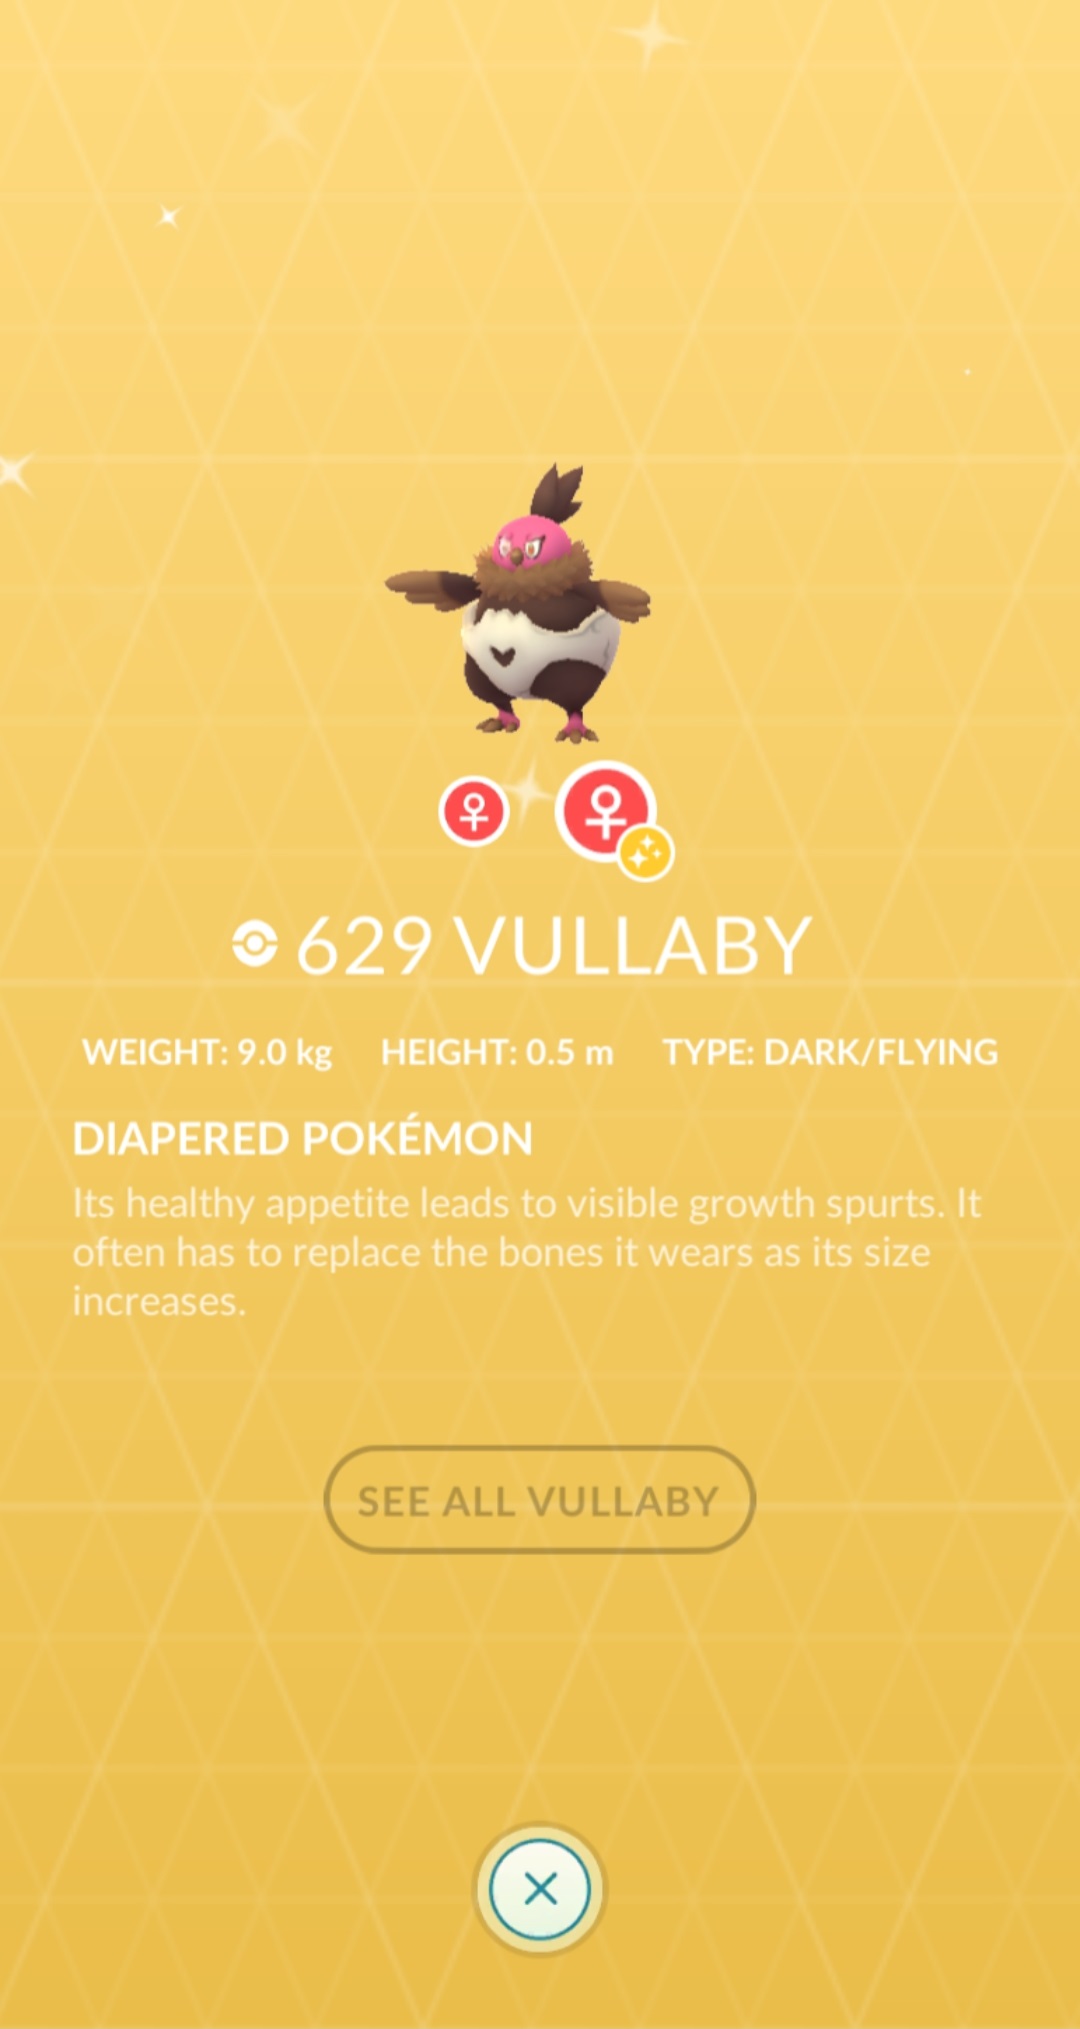 629 VULLABY
WEIGHT: 9.0 kg HEIGHT: 0.5 m TYPE: DARK/FLYING
DIAPERED POKÉMON
Its healthy appetite leads to visible growth spurts. It
often has to replace the bones it wears as its size
increases.
SEE ALL VULLABY